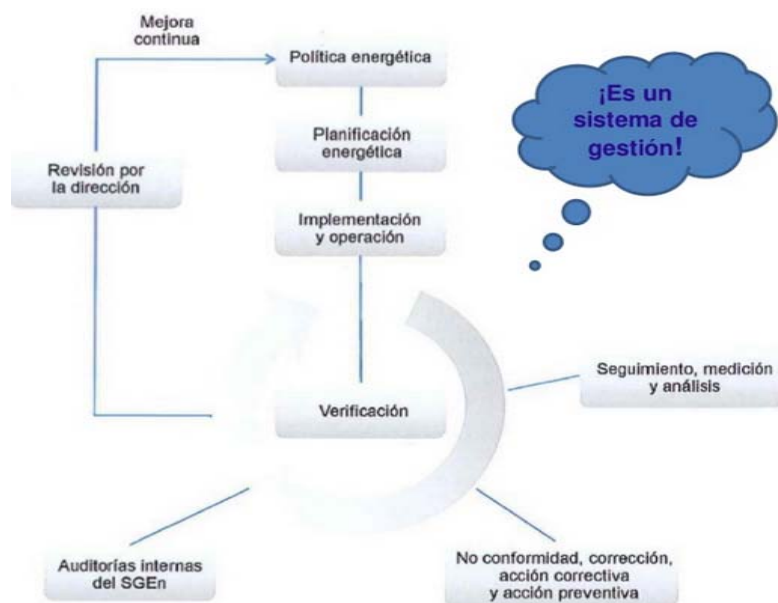 Mejora
continua
Política energética
¡Es un
sistema de
gestión!
Planificación
energética
Revisión por
la dirección
Implementación
y operación
Seguimiento, medición
y análisis
Verificación
Auditorías internas
del SGEn
No conformidad, corrección,
acción correctiva
y acción preventiva